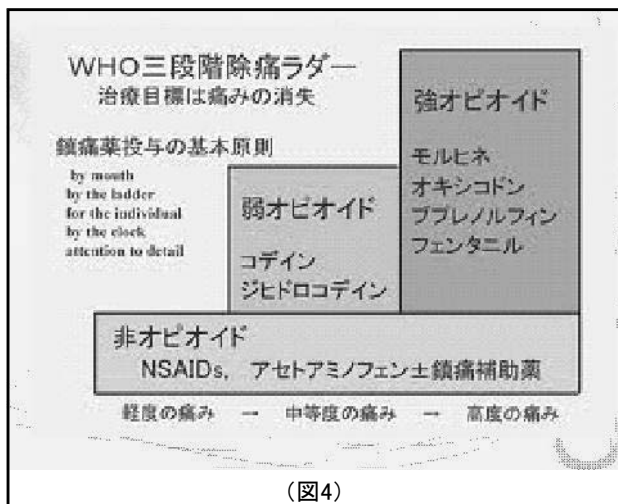 WHO三段階除痛ラダー
治療目標は痛みの消失
鎮痛薬投与の基本原則
by mouth
by the ladder
for the individual
by the clock
attention to detail
弱オピオイド
コデイン
ジヒドロコデイン
強オピオイド
モルヒネ
オキシコドン
ブプレノルフィン
フェンタニル
非オピオイド
NSAIDs, アセトアミノフェン±鎮痛補助薬
軽度の痛み → 中等度の痛み → 高度の痛み
(図4)